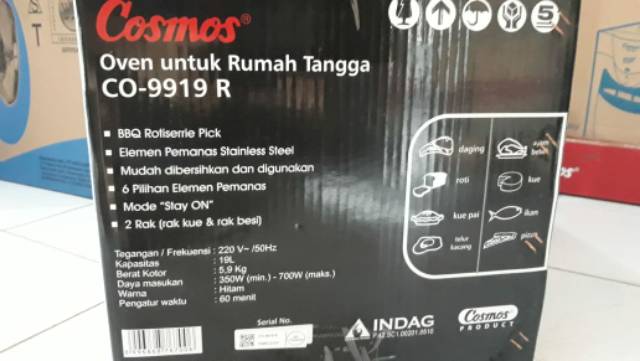 Cosmos®
5
Oven untuk Rumah Tangga
CO-9919 R
BBQ Rotiserrie Pick
Elemen Pemanas Stainless Steel
Mudah dibersihkan dan digunakan
6 Pilihan Elemen Pemanas
Mode "Stay ON"
2 Rak (rak kue & rak besi)
Tegangan / Frekuensi : 220 V~ /50Hz
Kapasitas : 19L
Berat Kotor : 5,9 Kg
Daya masukan : 350W (min.) - 700W (maks.)
Warna : Hitam
Pengatur waktu : 60 menit
daging
ayam
roti
kue
kue pai
ikan
telur
pizza
Serial No.
INDAG
Cosmos
PRODUCT
Cosmos